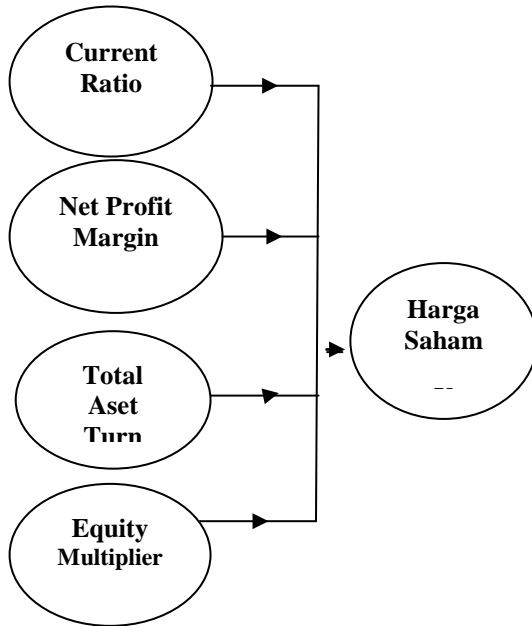 Current
Ratio
Net Profit
Margin
Harga
Saham
Total
Aset
Turn
Equity
Multiplier